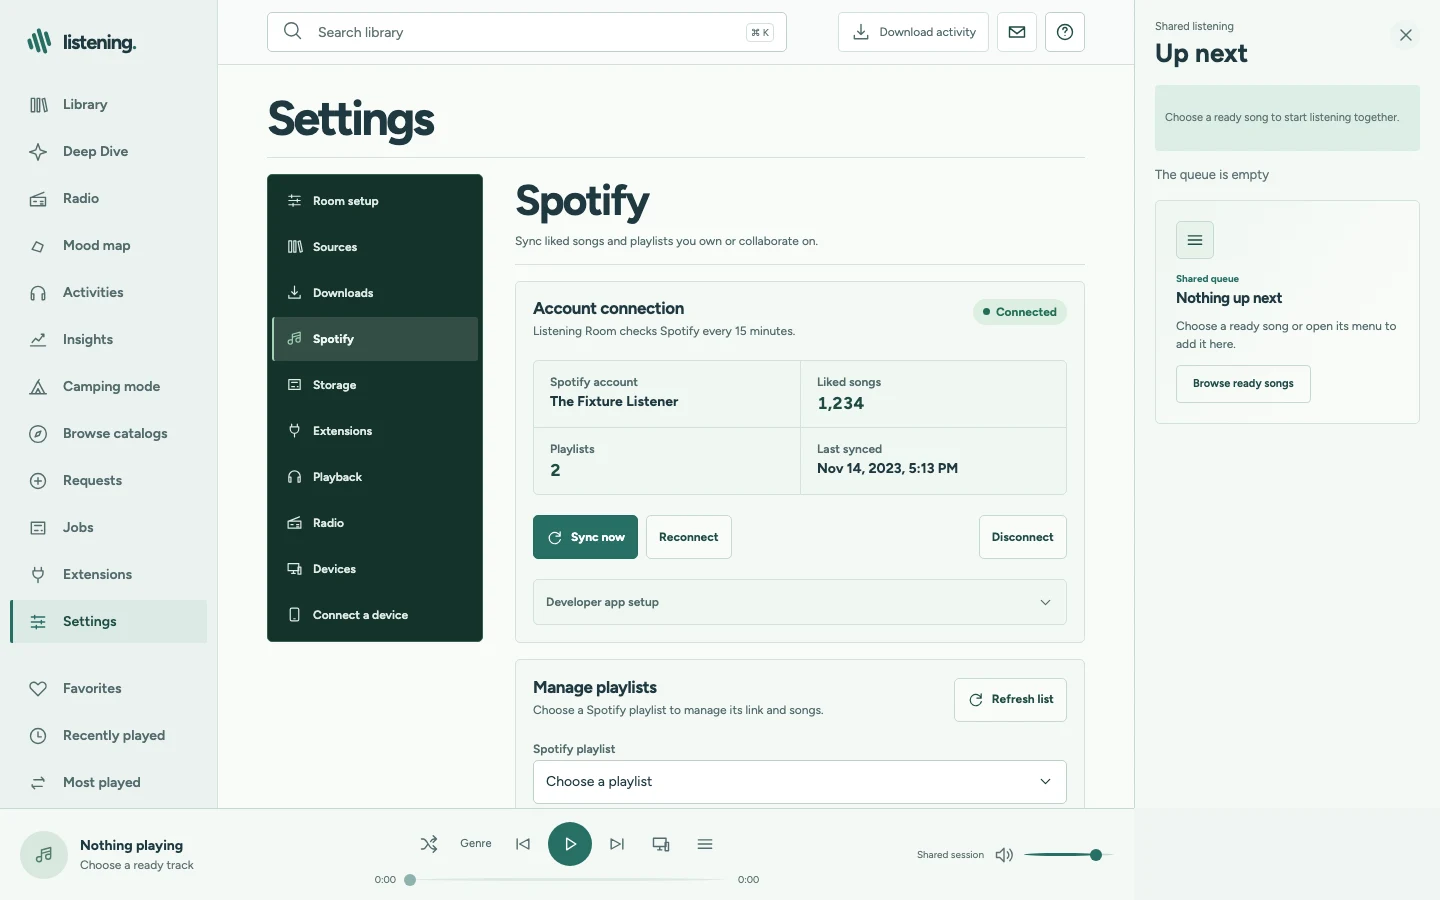 listening.
Library
Deep Dive
Radio
Mood map
Activities
Insights
Camping mode
Browse catalogs
Requests
Jobs
Extensions
Settings
Favorites
Recently played
Most played
Search library
⌘ K
Download activity
Settings
Room setup
Sources
Downloads
Spotify
Storage
Extensions
Playback
Radio
Devices
Connect a device
Spotify
Sync liked songs and playlists you own or collaborate on.
Account connection
Listening Room checks Spotify every 15 minutes.
Connected
Spotify account
The Fixture Listener
Liked songs
1,234
Playlists
2
Last synced
Nov 14, 2023, 5:13 PM
Sync now
Reconnect
Disconnect
Developer app setup
Manage playlists
Choose a Spotify playlist to manage its link and songs.
Refresh list
Spotify playlist
Choose a playlist
Shared listening
Up next
Choose a ready song to start listening together.
The queue is empty
Shared queue
Nothing up next
Choose a ready song or open its menu to
add it here.
Browse ready songs
Nothing playing
Choose a ready track
Genre
0:00
0:00
Shared session